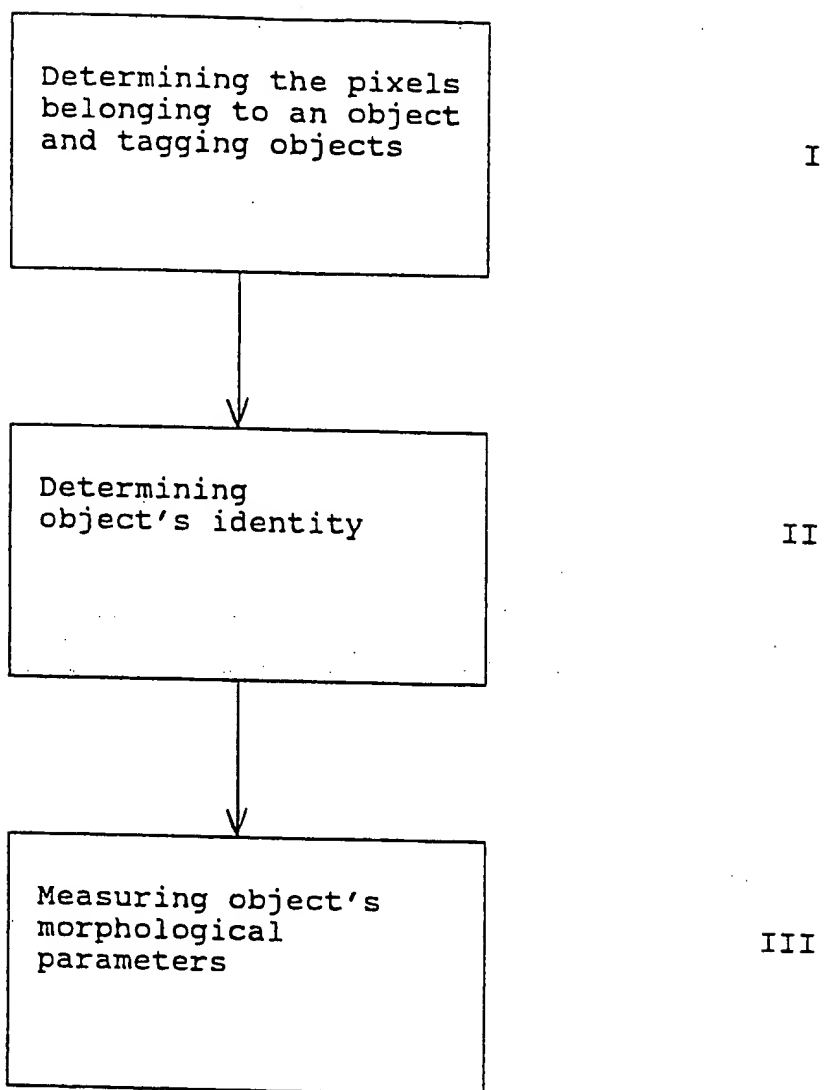 Determining the pixels
belonging to an object
and tagging objects
I
Determining
object's identity
II
Measuring object's
morphological
parameters
III